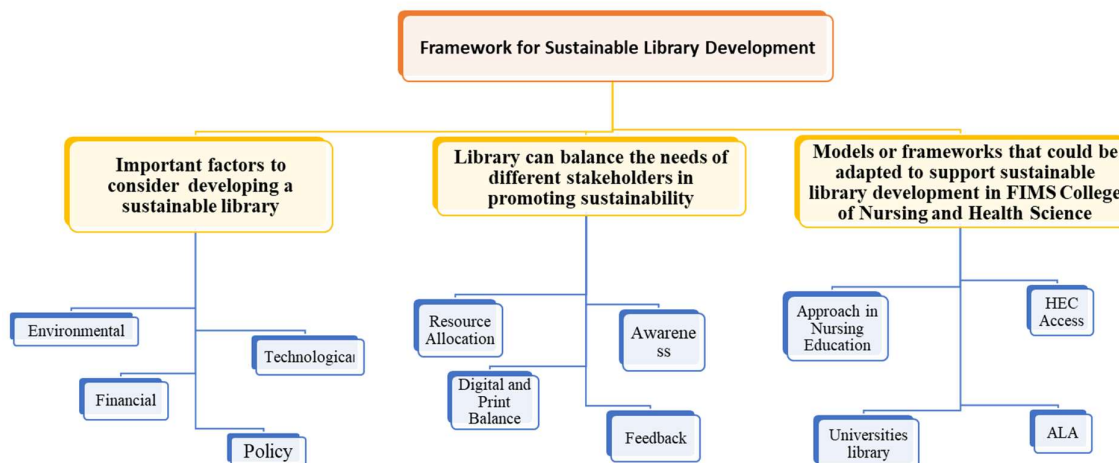 Framework for Sustainable Library Development
Important factors to
consider developing a
sustainable library
Library can balance the needs of
different stakeholders in
promoting sustainability
Models or frameworks that could be
adapted to support sustainable
library development in FIMS College
of Nursing and Health Science
Environmental
Technological
Financial
Policy
Resource
Allocation
Awarene
ss
Digital and
Print
Balance
Feedback
Approach in
Nursing
Education
HEC
Access
Universities
library
ALA